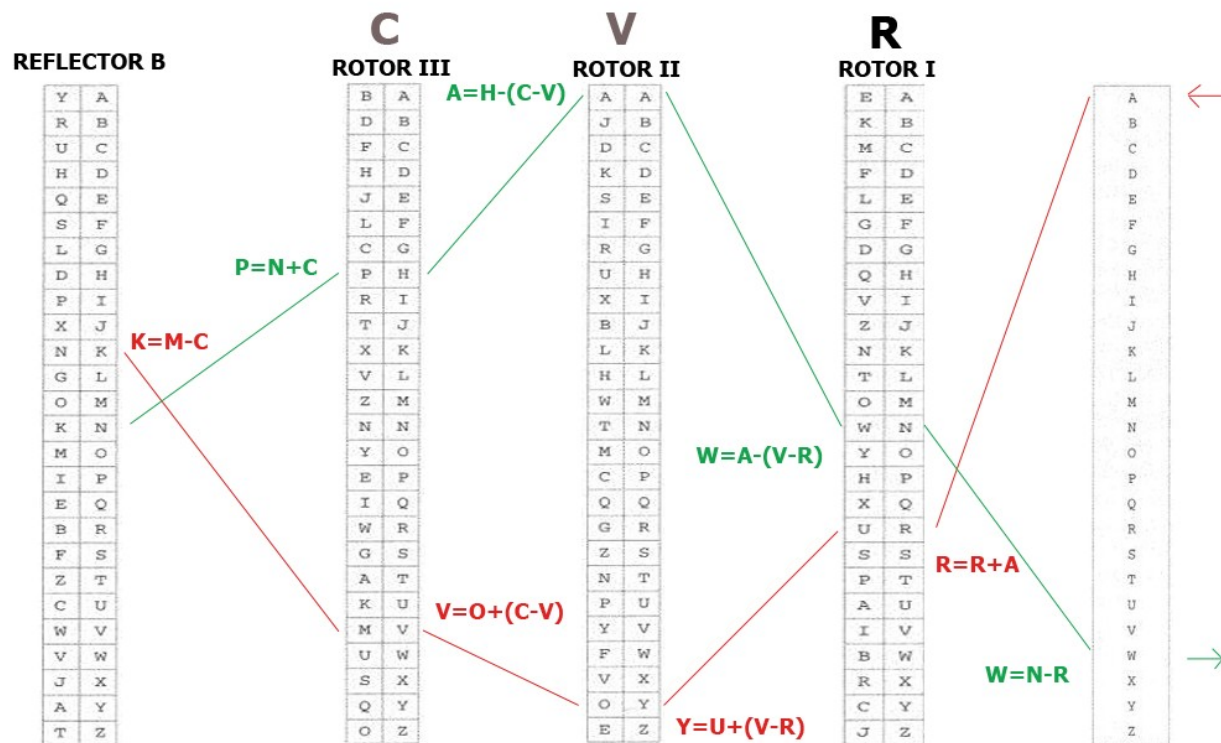 C V R
REFLECTOR B ROTOR III ROTOR II ROTOR I
Y A B A A=H-(C-V) A A E A A
R B D B J B K B B
U C F C D C M C C
H D H D K D F D D
Q E J E S E L E E
S F L F I F G F F
L G C G R G D G G
D H P=N+C P H U H Q H H
P I R I X I V I I
X J T J B J Z J J
N K K=M-C X K L K N K K
G L V L H L T L L
O M Z M W M O M M
K N N N T N W N N
M O Y O M O W=A-(V-R) Y O O
I P E P C P H P P
E Q I Q Q Q X Q Q
B R W R G R U R R
F S G S Z S S S R=R+A S
Z T A T N T P T T
C U K U V=O+(C-V) P U A U U
W V M V Y V I V V
V W U W F W B W W
J X S X V X R X W=N-R X
A Y Q Y O Y C Y Y
T Z O Z E Z Y=U+(V-R) J Z Z